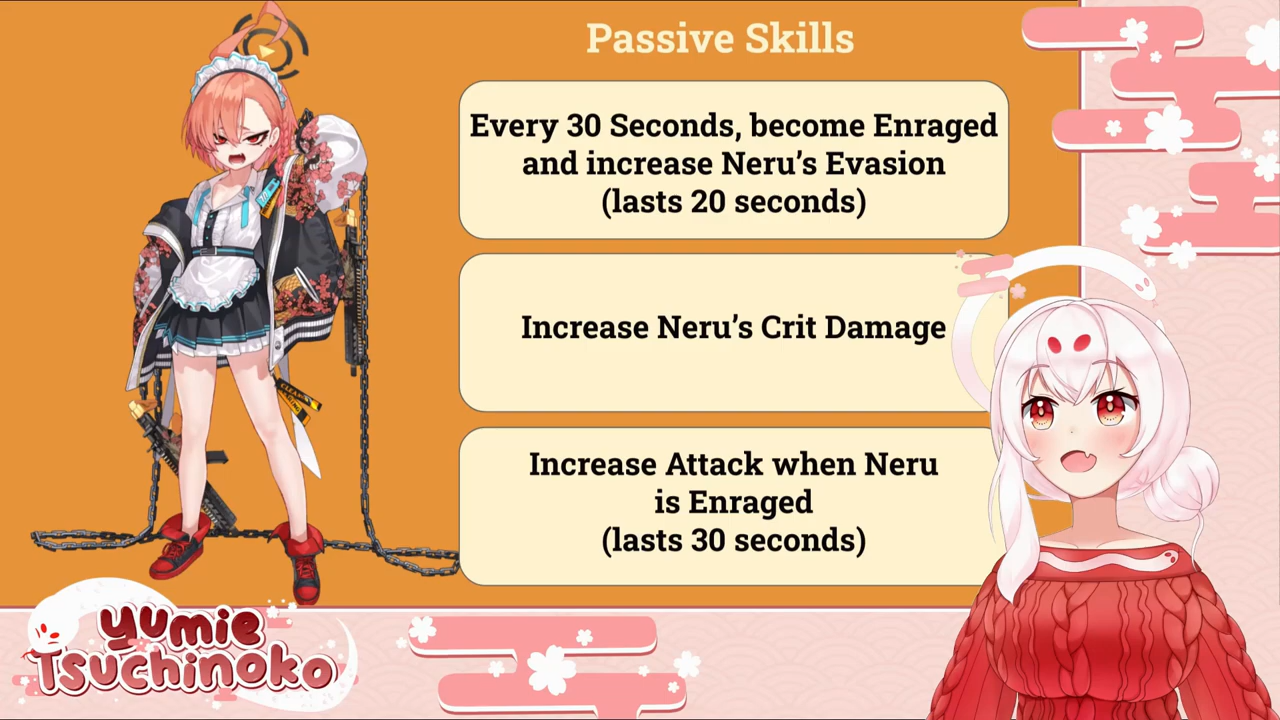 Passive Skills
Every 30 Seconds, become Enraged
and increase Neru's Evasion
(lasts 20 seconds)
Increase Neru's Crit Damage
Increase Attack when Neru
is Enraged
(lasts 30 seconds)
CLEANING
yumie
Tsuchinoko